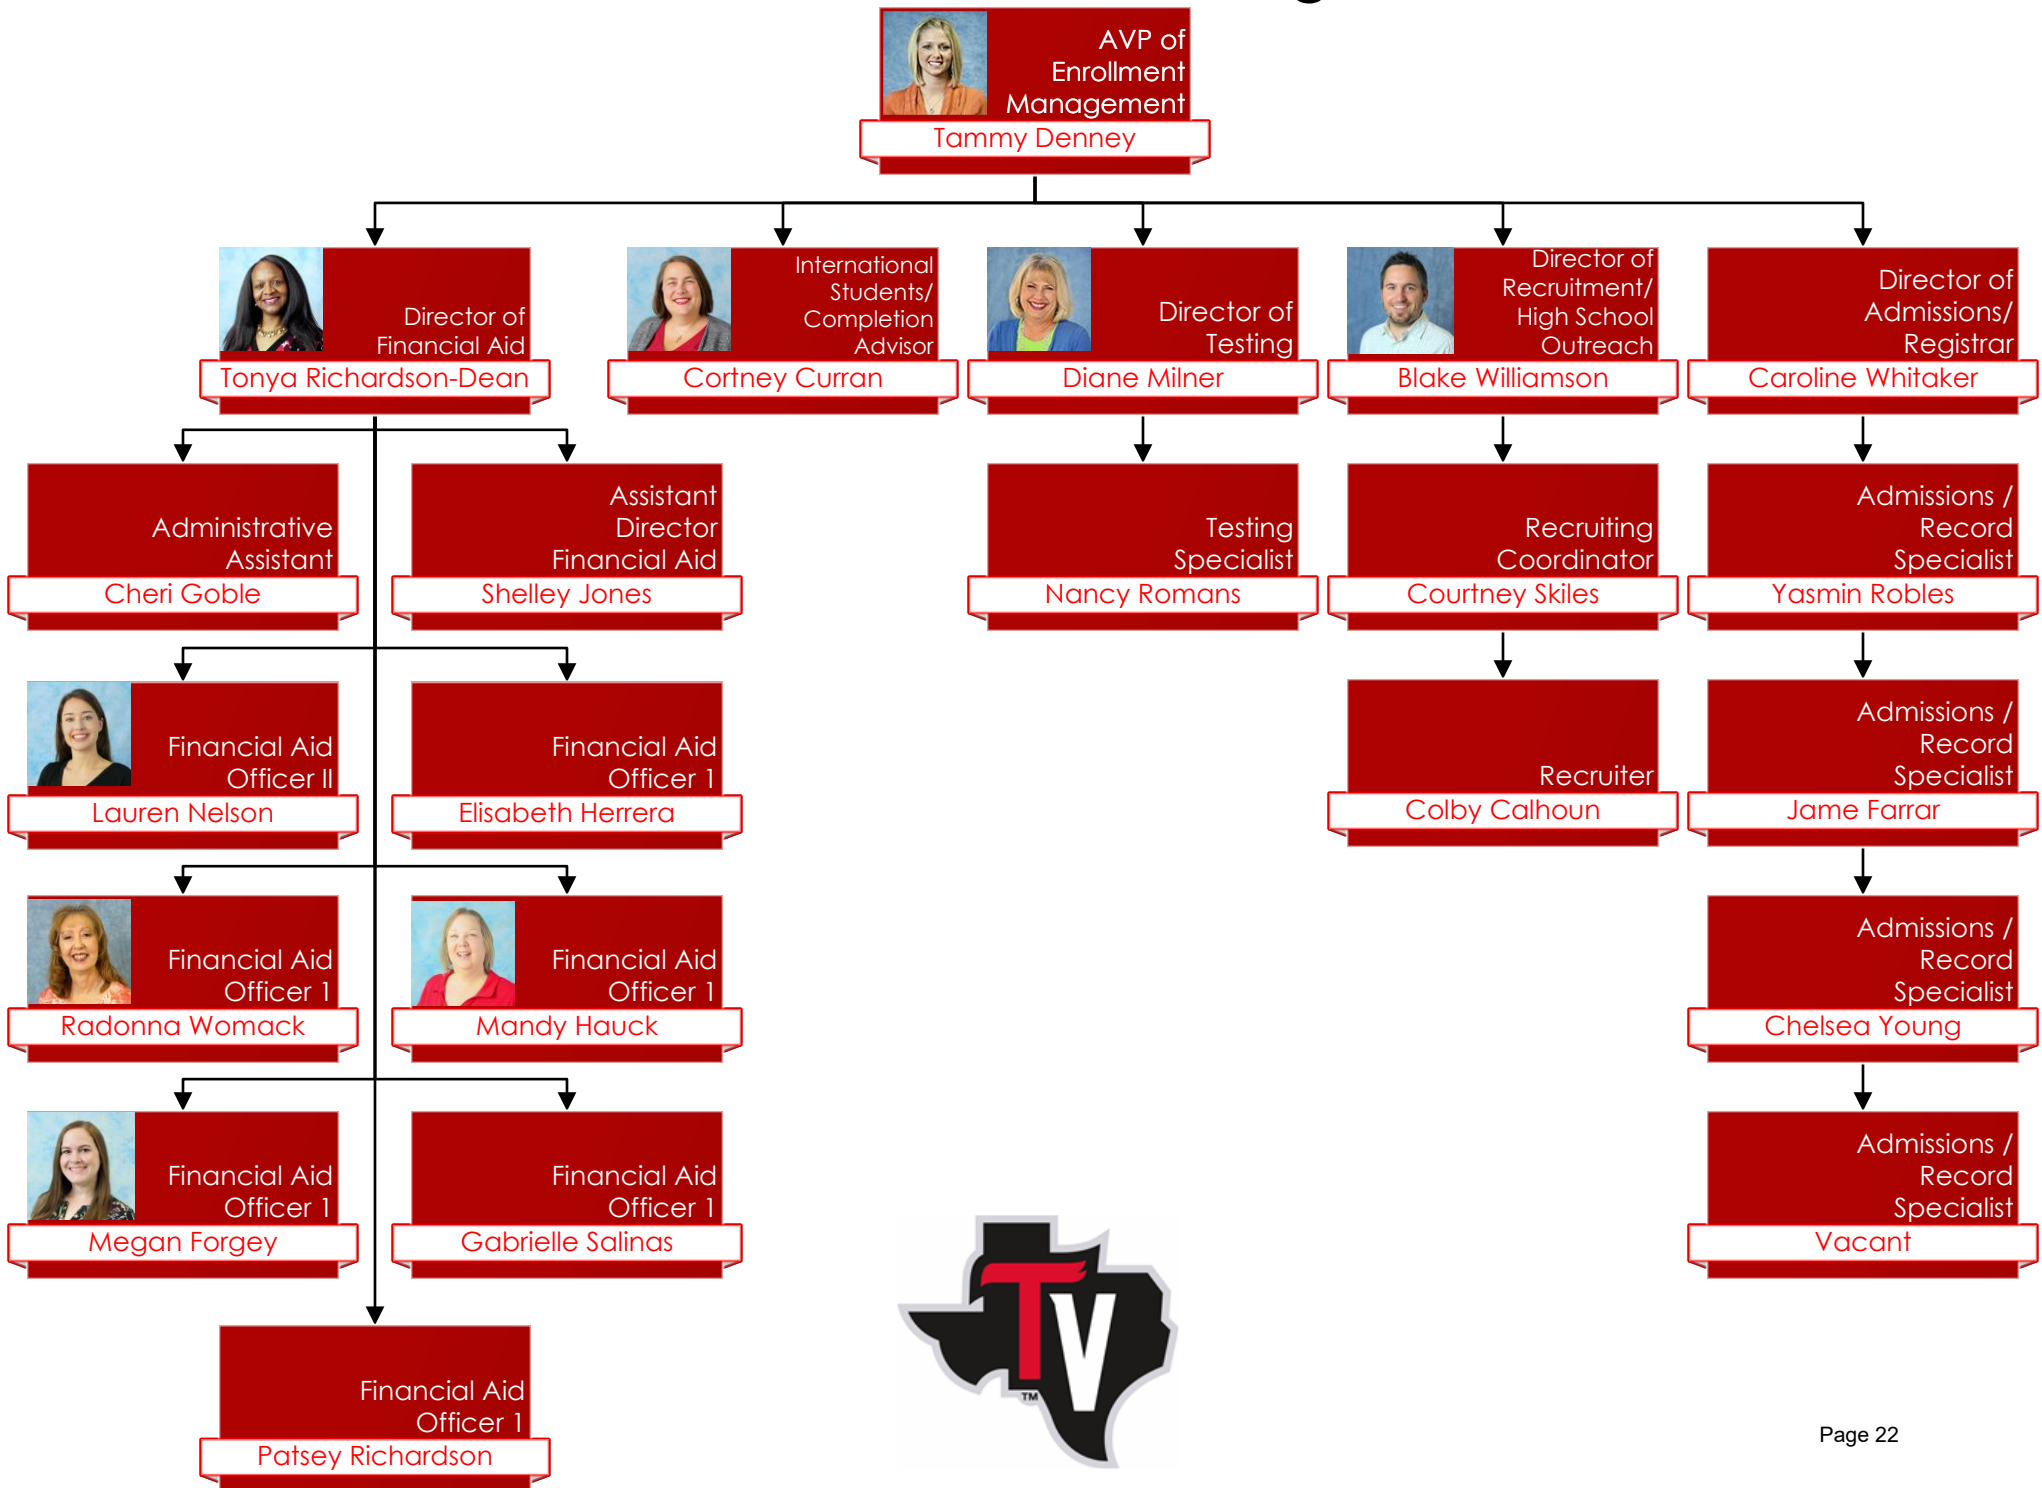 AVP of
Enrollment
Management
Tammy Denney
Director of
Financial Aid
Tonya Richardson-Dean
International
Students/
Completion
Advisor
Cortney Curran
Director of
Testing
Diane Milner
Director of
Recruitment/
High School
Outreach
Blake Williamson
Director of
Admissions/
Registrar
Caroline Whitaker
Administrative
Assistant
Cheri Goble
Assistant
Director
Financial Aid
Shelley Jones
Testing
Specialist
Nancy Romans
Recruiting
Coordinator
Courtney Skiles
Admissions /
Record
Specialist
Yasmin Robles
Financial Aid
Officer II
Lauren Nelson
Financial Aid
Officer 1
Elisabeth Herrera
Recruiter
Colby Calhoun
Admissions /
Record
Specialist
Jame Farrar
Financial Aid
Officer 1
Radonna Womack
Financial Aid
Officer 1
Mandy Hauck
Admissions /
Record
Specialist
Chelsea Young
Financial Aid
Officer 1
Megan Forgey
Financial Aid
Officer 1
Gabrielle Salinas
Admissions /
Record
Specialist
Vacant
Financial Aid
Officer 1
Patsey Richardson
TV
TM
Page 22